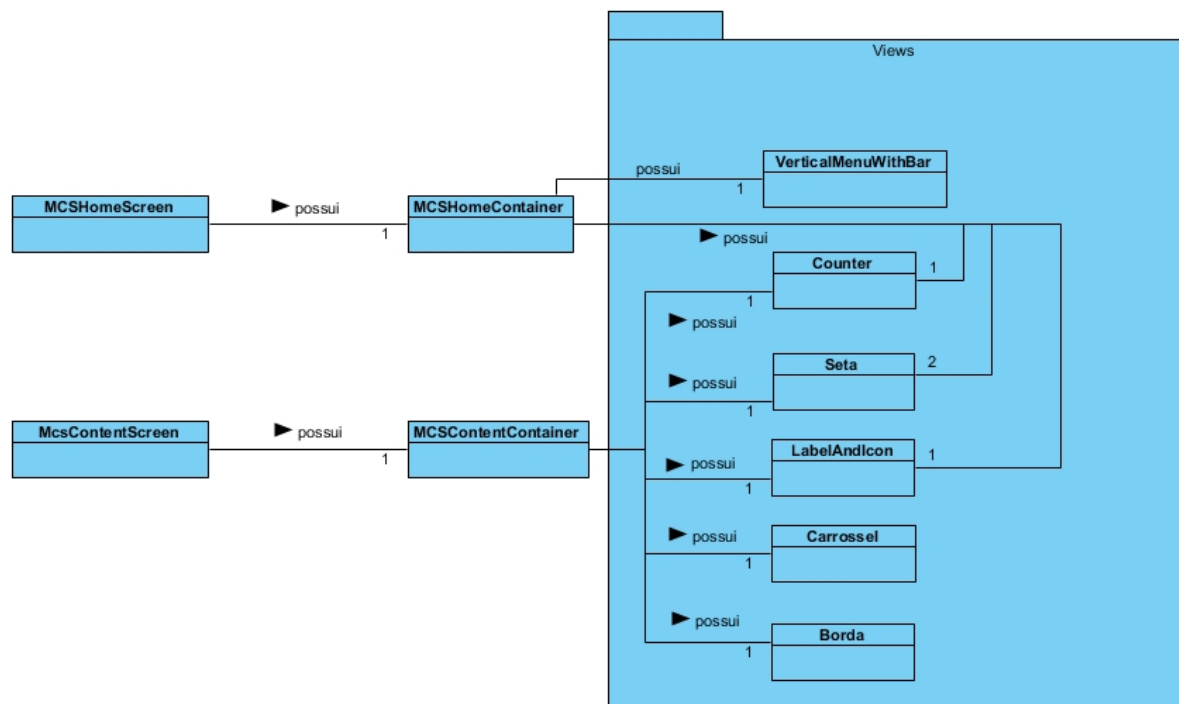 Views
VerticalMenuWithBar
possui
1
MCSHomeScreen
possui
1
MCSHomeContainer
possui
Counter
1
1
possui
Seta
2
possui
1
McsContentScreen
possui
1
MCSContentContainer
LabelAndIcon
1
possui
1
Carrossel
possui
1
Borda
possui
1